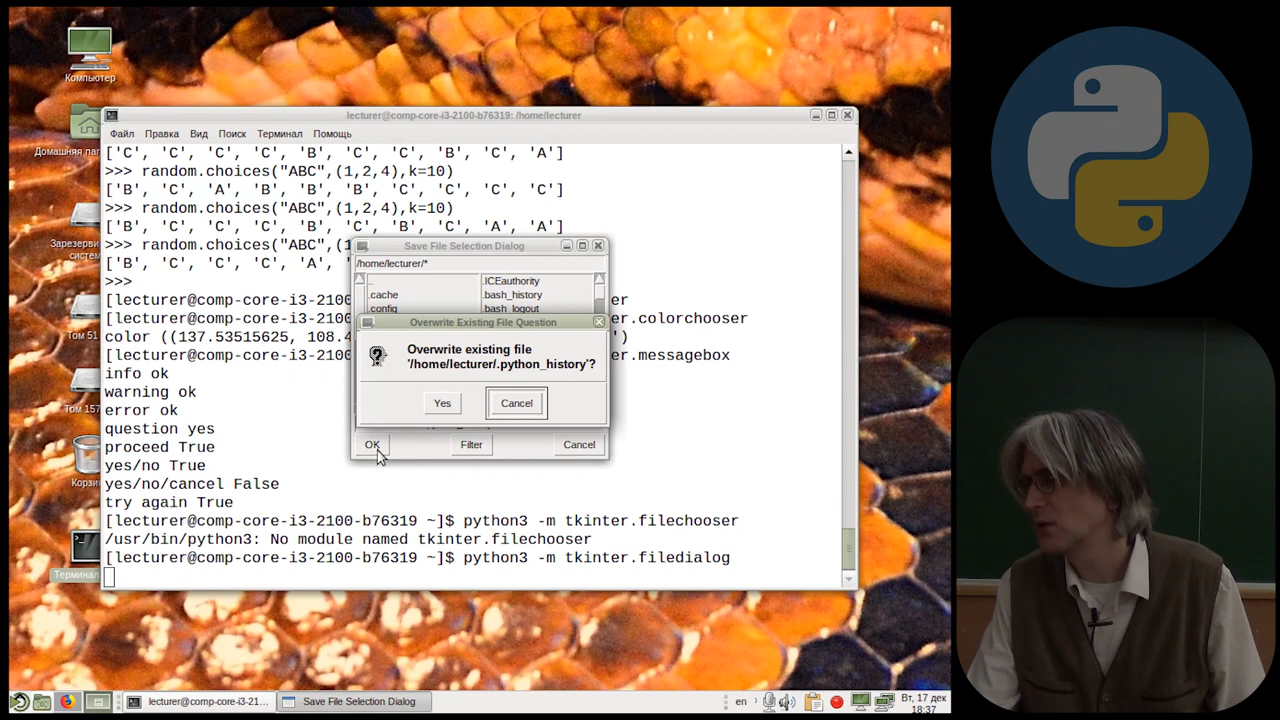 Компьютер
Домашняя пап
Зарезерви
систем
Том 51
Том 157
Корзи
Терминал
lecturer@comp-core-i3-2100-b76319: /home/lecturer
Файл Правка Вид Поиск Терминал Помощь
['C', 'C', 'C', 'C', 'B', 'C', 'C', 'B', 'C', 'A']
>>> random.choices("ABC",(1,2,4),k=10)
['B', 'C', 'A', 'B', 'B', 'B', 'C', 'C', 'C', 'C']
>>> random.choices("ABC",(1,2,4),k=10)
['B', 'C', 'C', 'C', 'B', 'C', 'B', 'C', 'A', 'A']
>>> random.choices("ABC",(1
['B', 'C', 'C', 'C', 'A', '
>>>
[lecturer@comp-core-i3-2100 er
[lecturer@comp-core-i3-2100 er.colorchooser
color ((137.53515625, 108.4 ')
[lecturer@comp-core-i3-2100 er.messagebox
info ok
warning ok
error ok
question yes
proceed True
yes/no True
yes/no/cancel False
try again True
[lecturer@comp-core-i3-2100-b76319 ~]$ python3 -m tkinter.filechooser
/usr/bin/python3: No module named tkinter.filechooser
[lecturer@comp-core-i3-2100-b76319 ~]$ python3 -m tkinter.filedialog
Save File Selection Dialog
/home/lecturer/*
.. .ICEauthority
.cache .bash_history
.config .bash_logout
Overwrite Existing File Question
Overwrite existing file
'/home/lecturer/.python_history'?
Yes Cancel
OK Filter Cancel
lecturer@comp-core-i3-21... Save File Selection Dialog en Вт, 17 дек
18:37